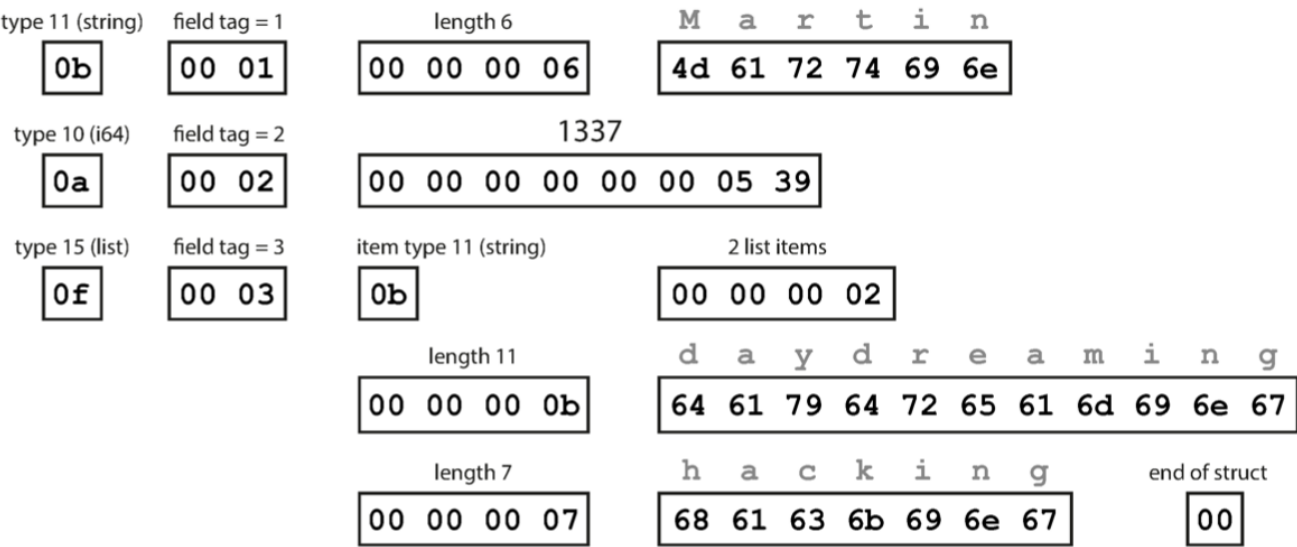 type 11 (string) field tag = 1 length 6 M a r t i n
0b 00 01 00 00 00 06 4d 61 72 74 69 6e
type 10 (i64) field tag = 2 1337
0a 00 02 00 00 00 00 00 00 05 39
type 15 (list) field tag = 3 item type 11 (string) 2 list items
0f 00 03 0b 00 00 00 02
length 11 d a y d r e a m i n g
00 00 00 0b 64 61 79 64 72 65 61 6d 69 6e 67
length 7 h a c k i n g end of struct
00 00 00 07 68 61 63 6b 69 6e 67 00